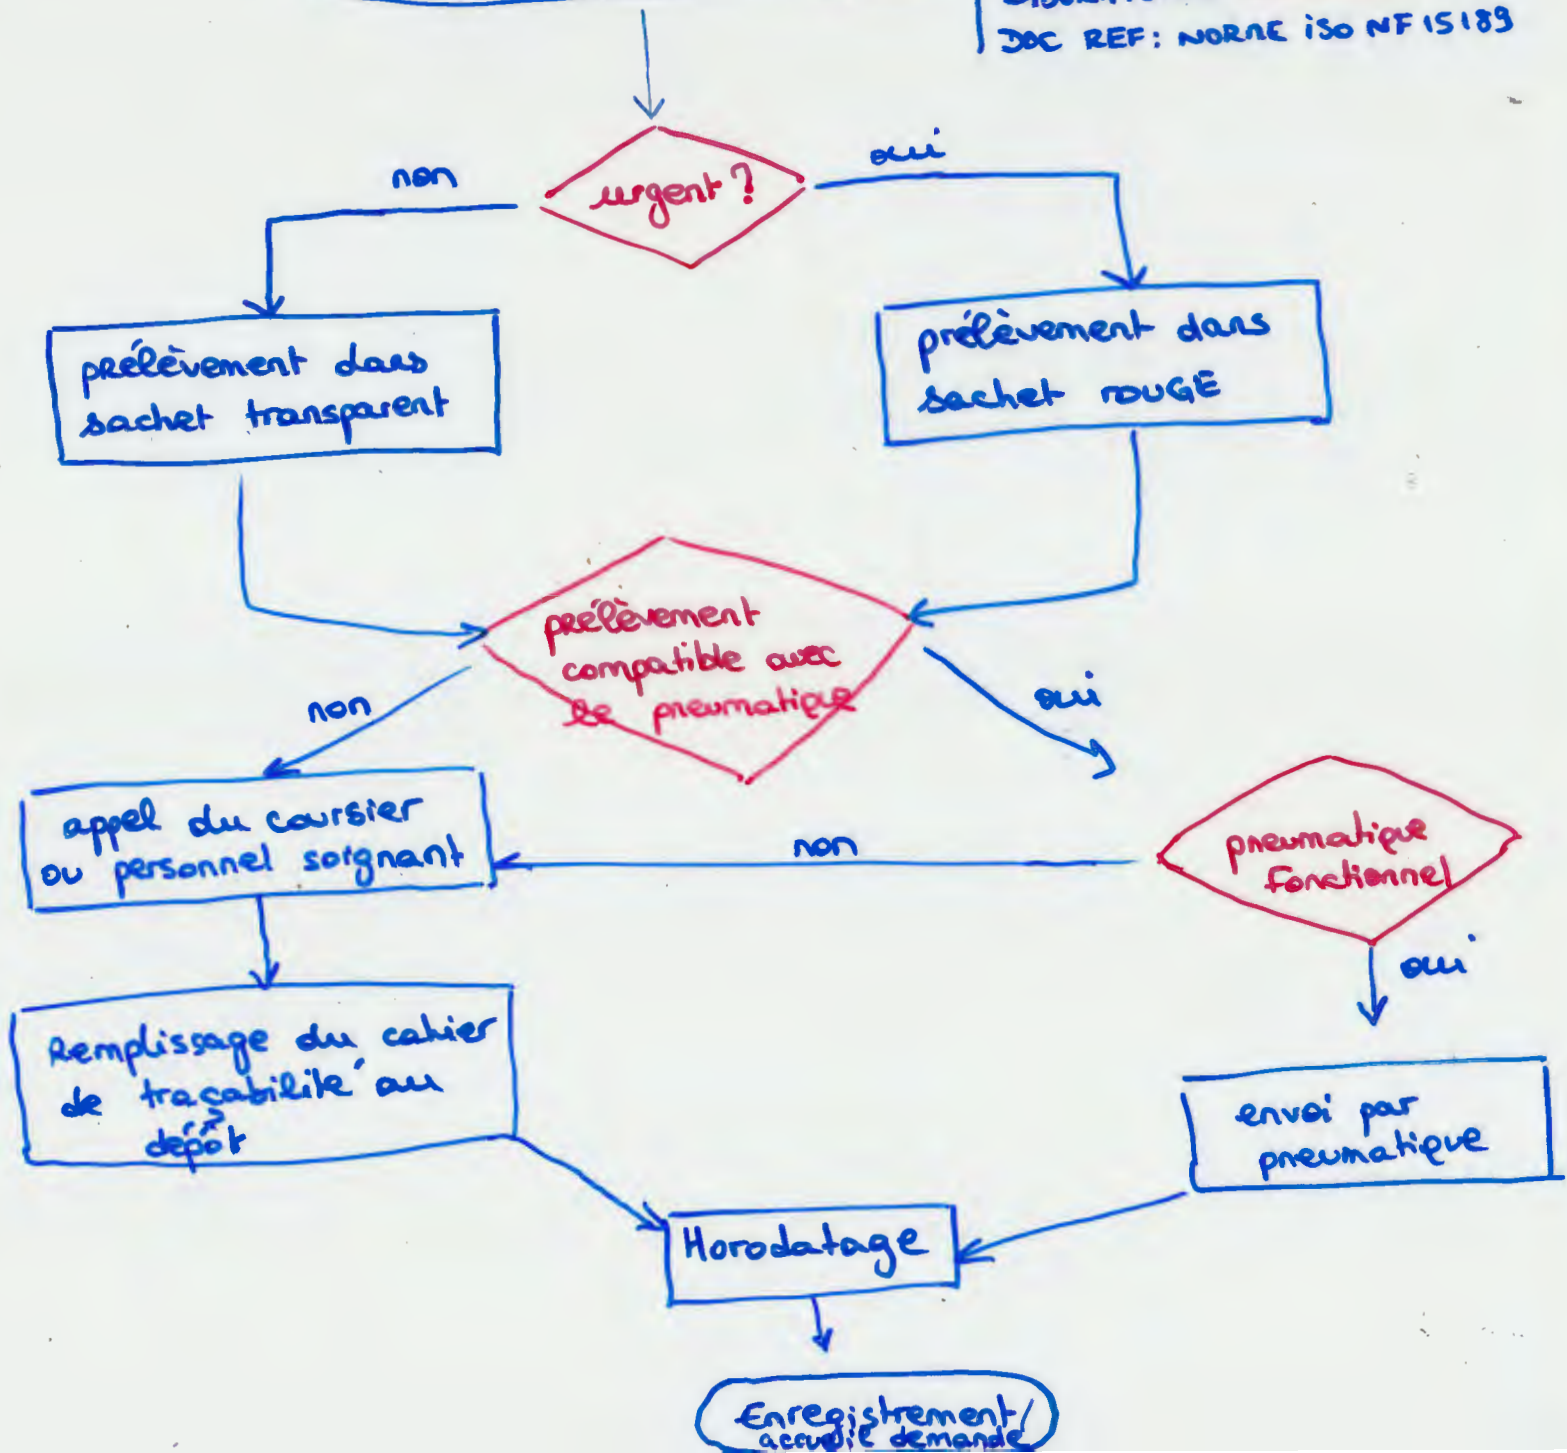 DOC REF: NORME ISO NF 15189
urgent?
non
oui
prélèvement dans
sachet transparent
prélèvement dans
sachet ROUGE
prélèvement
compatible avec
le pneumatique
non
oui
appel du coursier
ou personnel soignant
non
pneumatique
fonctionnel
oui
Remplissage du cahier
de traçabilité au
dépôt
envoi par
pneumatique
Horodatage
Enregistrement/
accueil demande